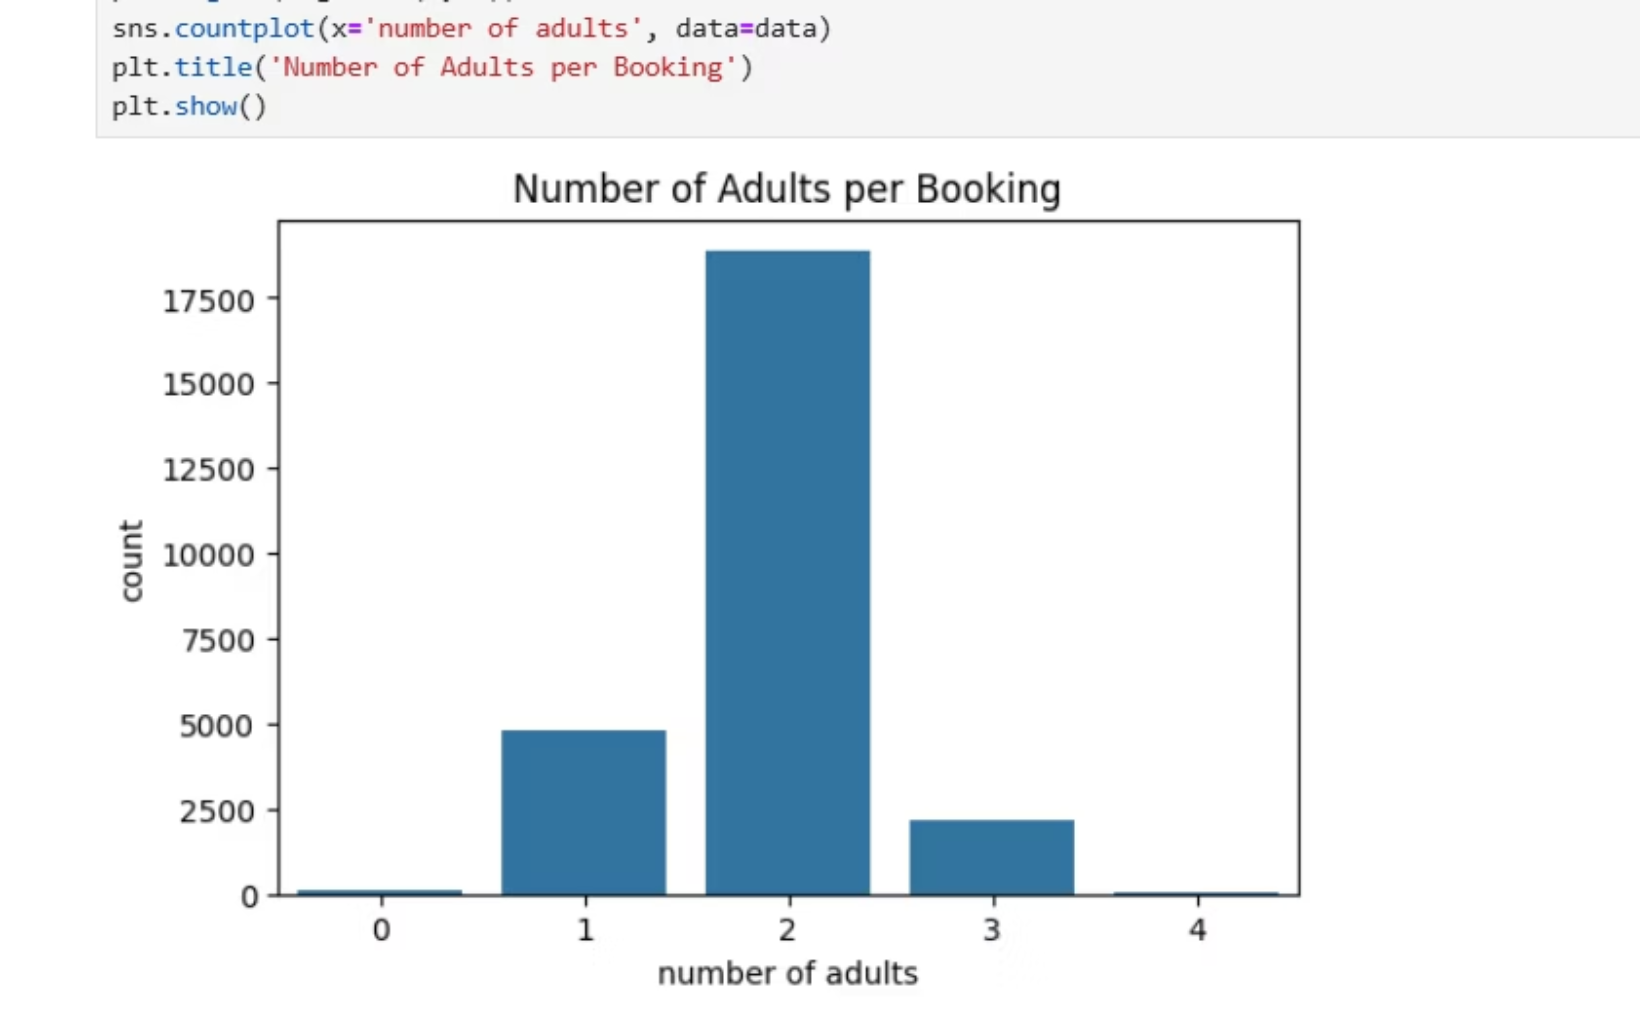 sns.countplot(x='number of adults', data=data)
plt.title('Number of Adults per Booking')
plt.show()
Number of Adults per Booking
17500
15000
12500
10000
7500
5000
2500
0
count
0 1 2 3 4
number of adults